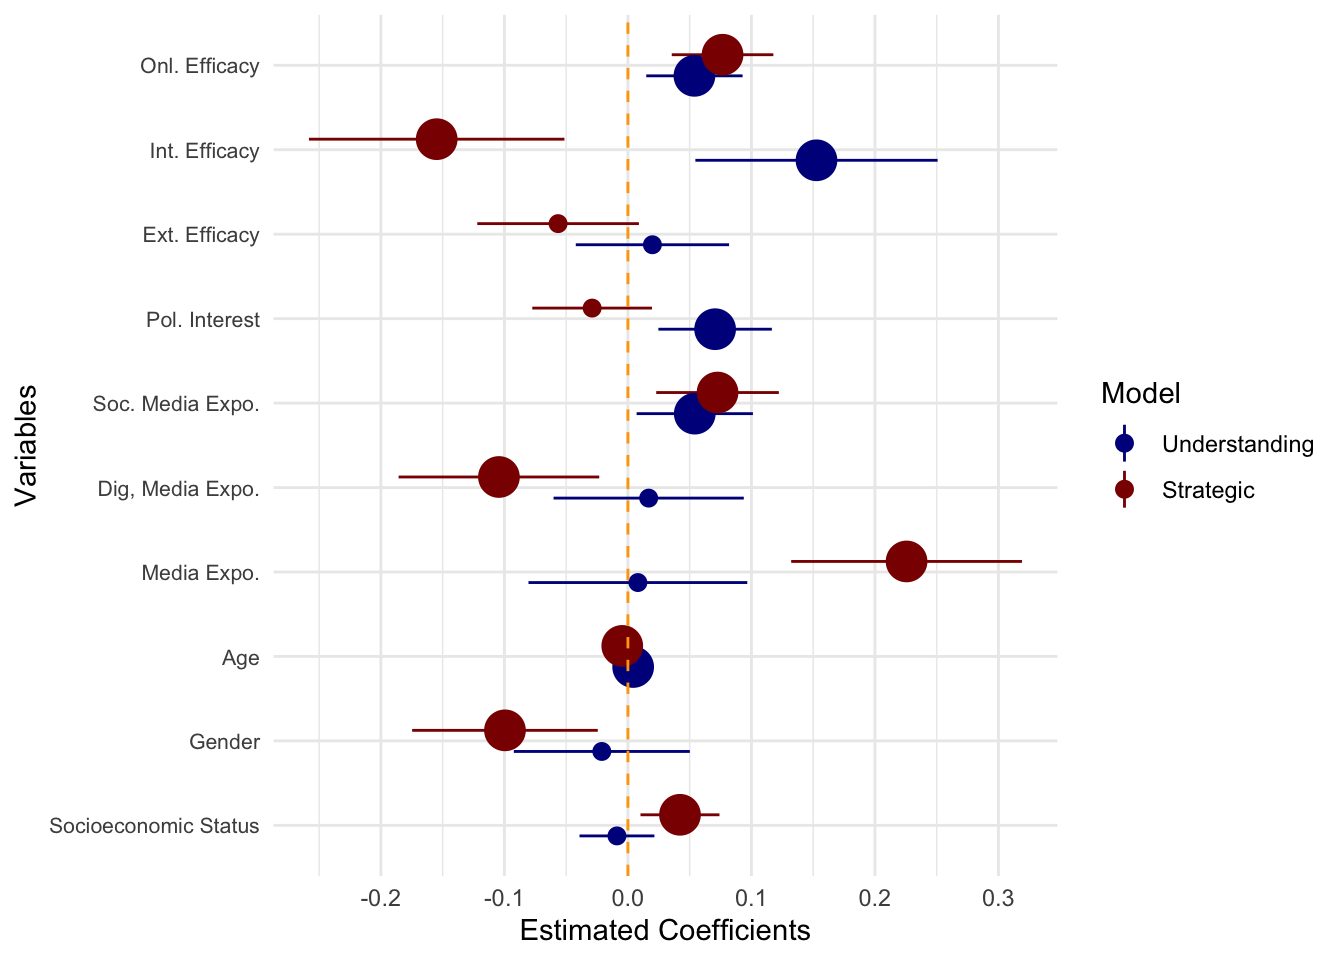 Variables
Onl. Efficacy
Int. Efficacy
Ext. Efficacy
Pol. Interest
Soc. Media Expo.
Dig, Media Expo.
Media Expo.
Age
Gender
Socioeconomic Status
-0.2 -0.1 0.0 0.1 0.2 0.3
Estimated Coefficients
Model
Understanding
Strategic